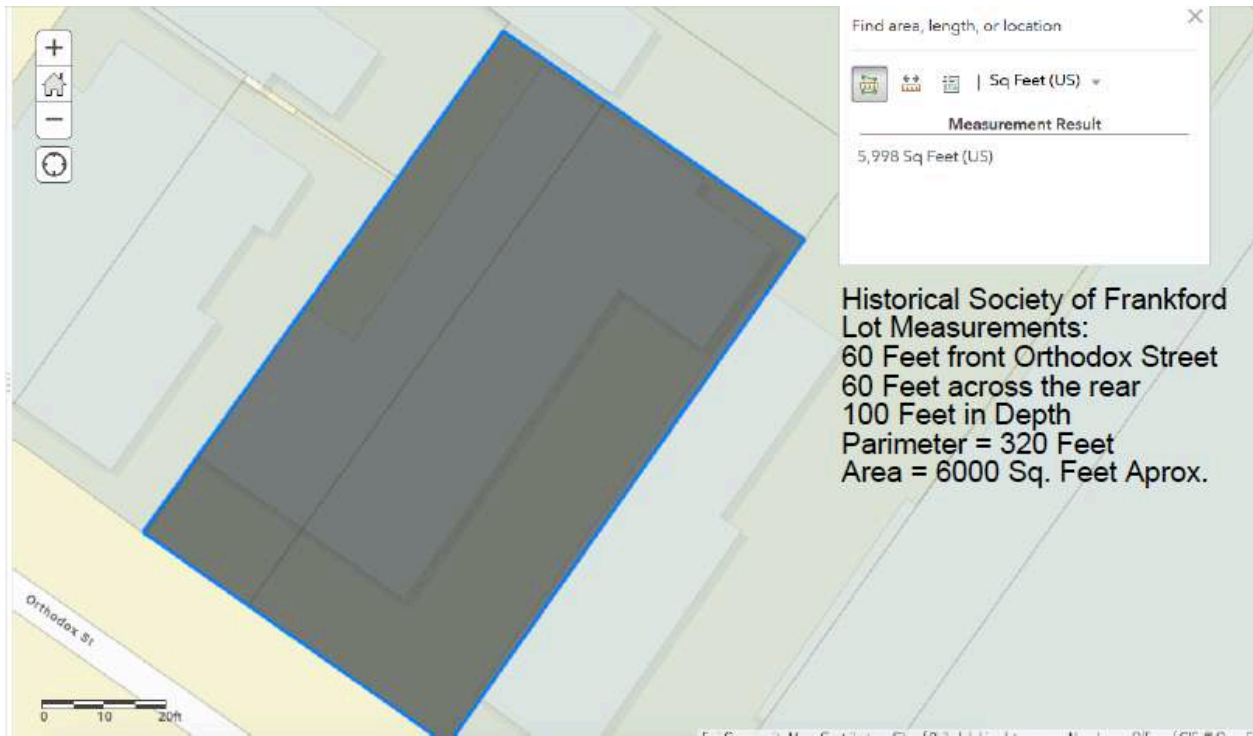 Find area, length, or location
| Sq Feet (US)
Measurement Result
5,998 Sq Feet (US)
Historical Society of Frankford
Lot Measurements:
60 Feet front Orthodox Street
60 Feet across the rear
100 Feet in Depth
Parimeter = 320 Feet
Area = 6000 Sq. Feet Aprox.
Orthodox St
0 10 20ft